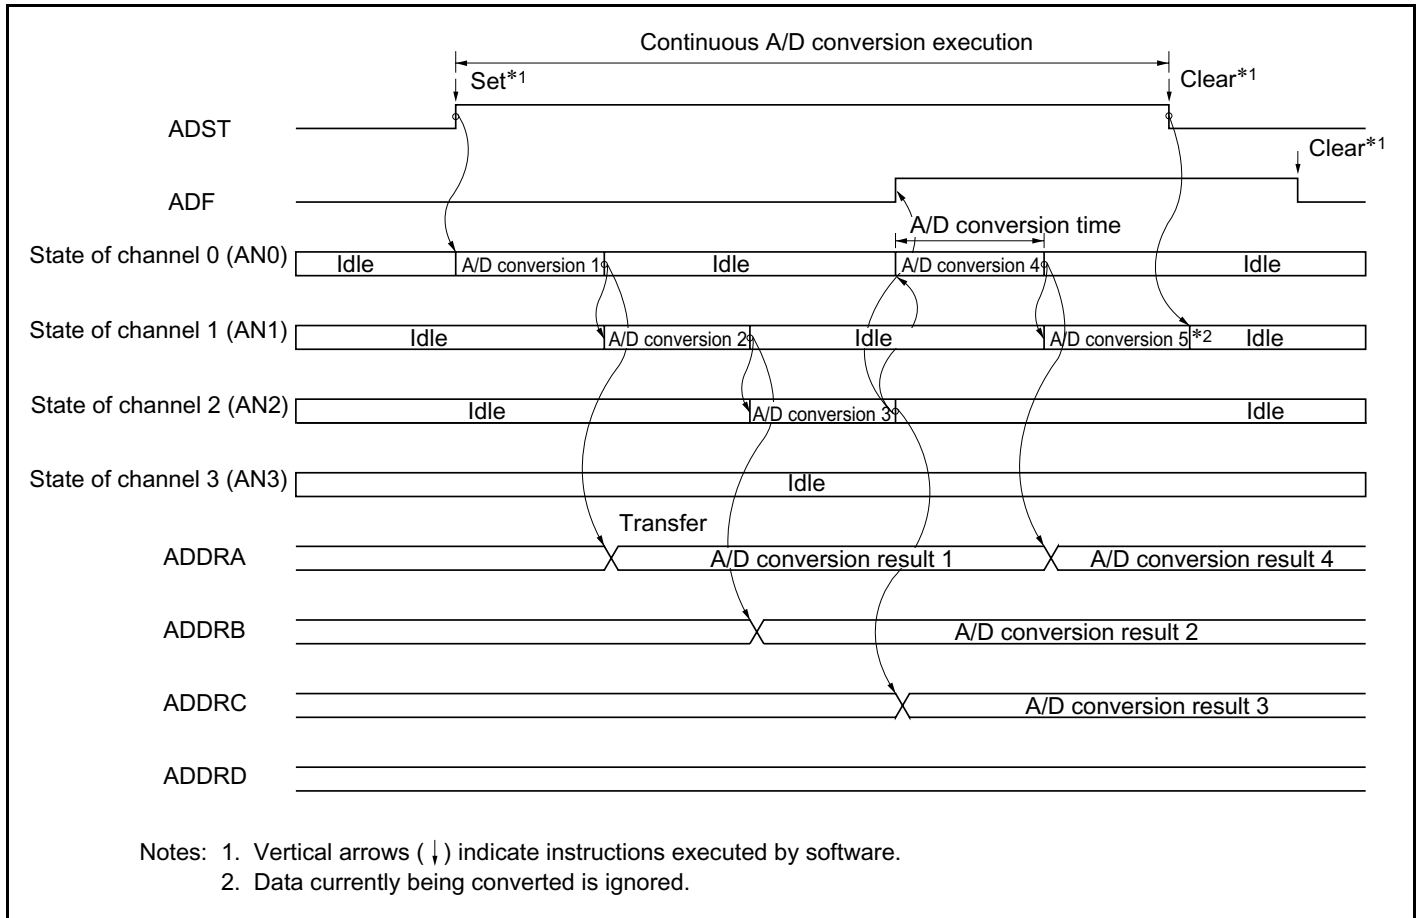 Continuous A/D conversion execution
Set*1
Clear*1
ADST
Clear*1
ADF
A/D conversion time
State of channel 0 (AN0) Idle A/D conversion 1 Idle A/D conversion 4 Idle
State of channel 1 (AN1) Idle A/D conversion 2 Idle A/D conversion 5 *2 Idle
State of channel 2 (AN2) Idle A/D conversion 3 Idle
State of channel 3 (AN3) Idle
Transfer
ADDRA A/D conversion result 1 A/D conversion result 4
ADDRB A/D conversion result 2
ADDRC A/D conversion result 3
ADDRD
Notes: 1. Vertical arrows (↓) indicate instructions executed by software.
2. Data currently being converted is ignored.